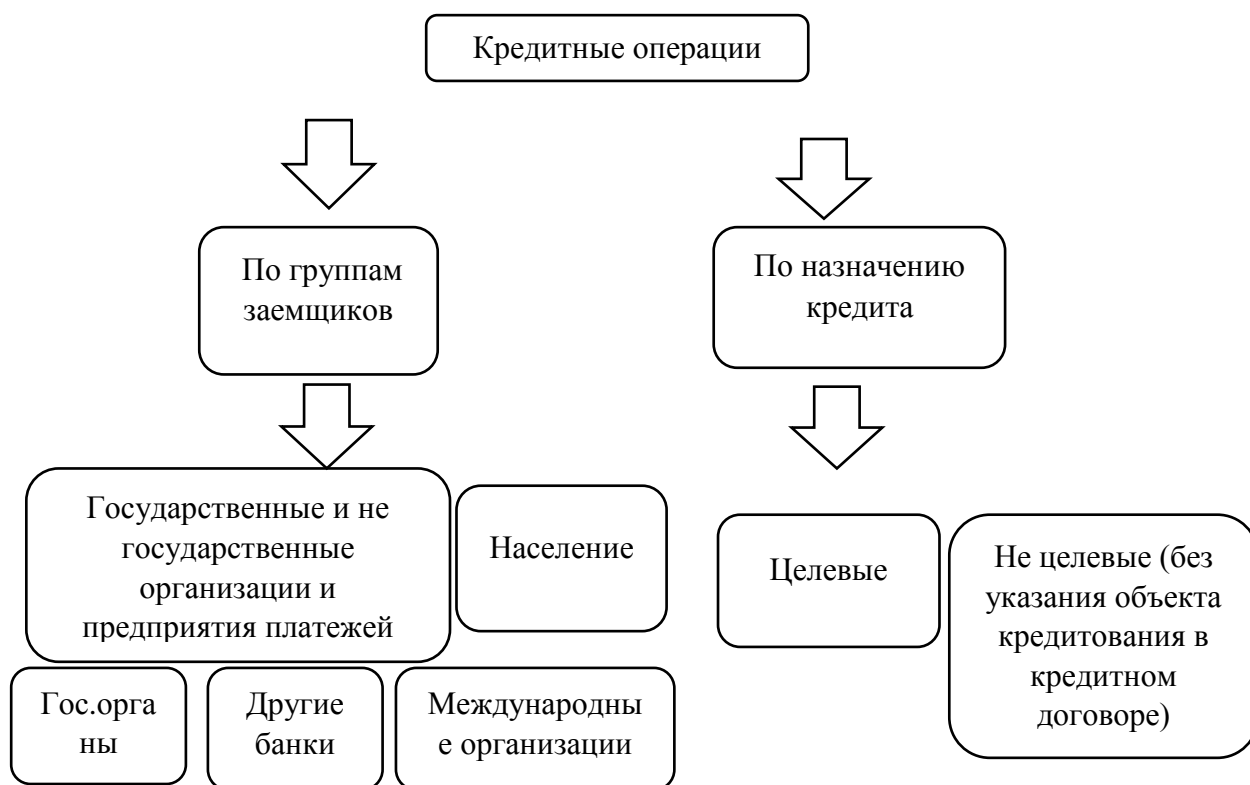 Кредитные операции
По группам
заемщиков
По назначению
кредита
Государственные и не
государственные
организации и
предприятия платежей
Население
Целевые
Не целевые (без
указания объекта
кредитования в
кредитном
договоре)
Гос.орга
ны
Другие
банки
Международны
е организации